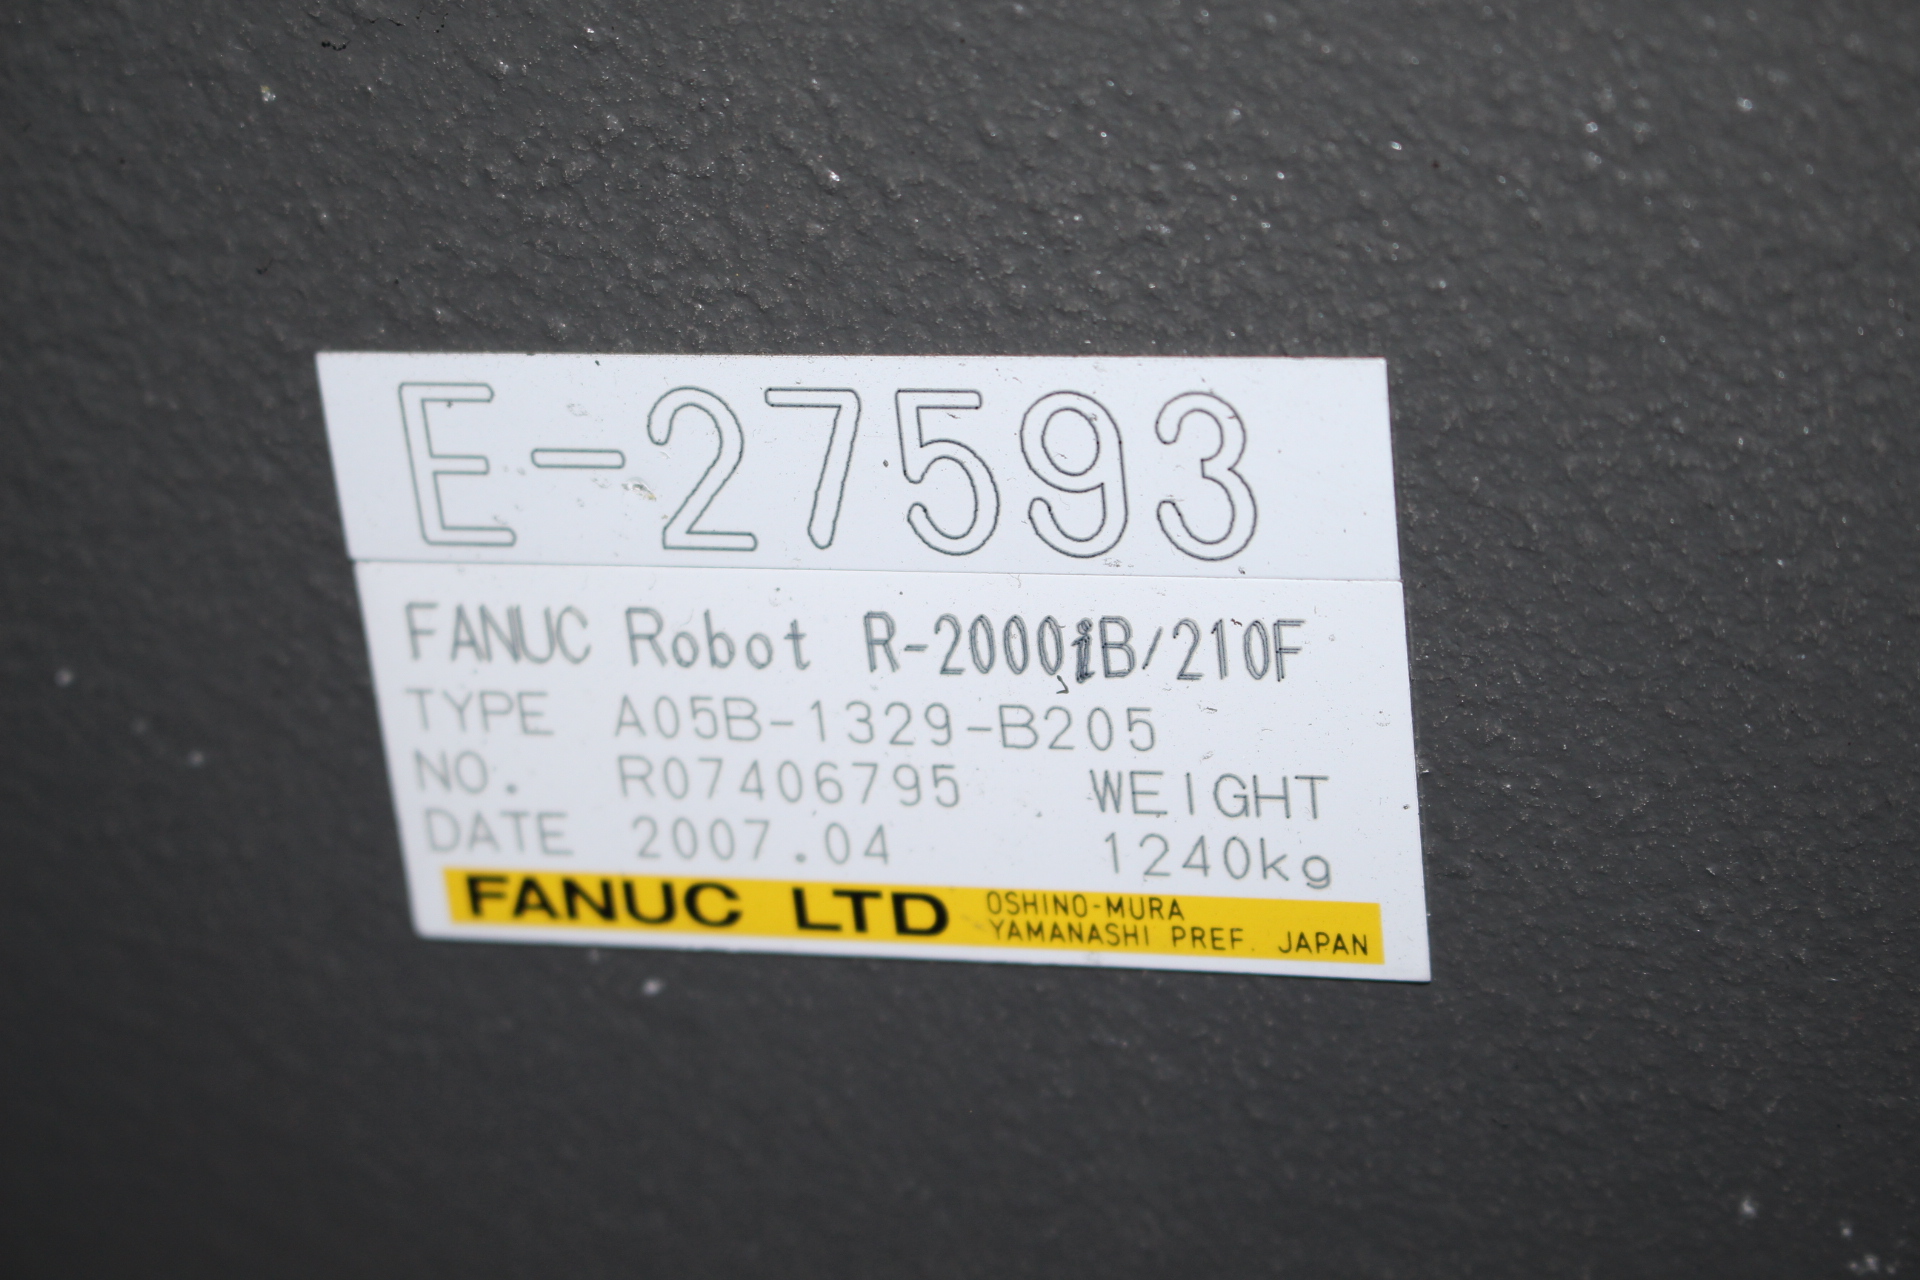 E-27593
FANUC Robot R-2000iB/210F
TYPE A05B-1329-B205
NO. R07406795 WEIGHT
DATE 2007.04 1240kg
FANUC LTD OSHINO-MURA
YAMANASHI PREF. JAPAN